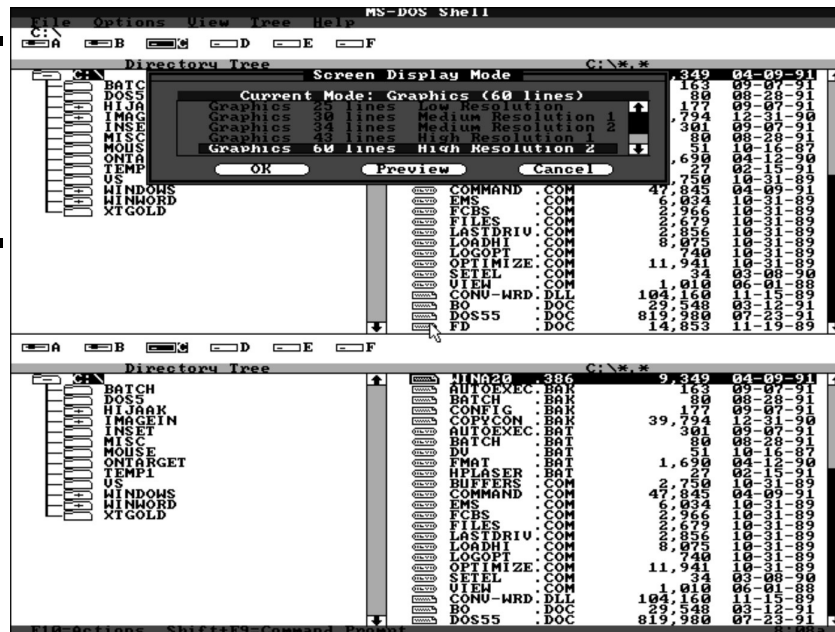 MS-DOS Shell
File Options View Tree Help
C:\
A B C D E F
Directory Tree C:\*.*
C:\ ,349 04-09-91
BATC 163 09-07-91
DOS5 80 08-28-91
HIJA 177 09-07-91
IMAG ,794 12-31-90
INSE 301 09-07-91
MISC 80 08-28-91
MOUS 51 10-16-87
ONTA ,690 04-12-90
TEMP 27 02-15-91
VS ,750 10-31-89
WINDOWS COMMAND .COM 47,845 04-09-91
WINWORD EMS .COM 6,034 10-31-89
XTGOLD FCBS .COM 2,966 10-31-89
FILES .COM 2,679 10-31-89
LASTDRIV.COM 2,856 10-31-89
LOADHI .COM 8,075 10-31-89
LOGOPT .COM 740 10-31-89
OPTIMIZE.COM 11,941 10-31-89
SETEL .COM 34 03-08-90
VIEW .COM 1,010 06-01-88
CONV-WRD.DLL 104,160 11-15-89
BO .DOC 29,548 03-12-91
DOS55 .DOC 819,980 07-23-91
FD .DOC 14,853 11-19-89
Screen Display Mode
Current Mode: Graphics (60 lines)
Graphics 25 lines Low Resolution
Graphics 30 lines Medium Resolution 1
Graphics 34 lines Medium Resolution 2
Graphics 43 lines High Resolution 1
Graphics 60 lines High Resolution 2
OK Preview Cancel
A B C D E F
Directory Tree C:\*.*
C:\ WINA20 .386 9,349 04-09-91
BATCH AUTOEXEC.BAK 163 09-07-91
DOS5 BATCH .BAK 80 08-28-91
HIJAAK CONFIG .BAK 177 09-07-91
IMAGEIN COPYCON .BAK 39,794 12-31-90
INSET AUTOEXEC.BAT 301 09-07-91
MISC BATCH .BAT 80 08-28-91
MOUSE DV .BAT 51 10-16-87
ONTARGET FMAT .BAT 1,690 04-12-90
TEMP1 HPLASER .BAT 27 02-15-91
VS BUFFERS .COM 2,750 10-31-89
WINDOWS COMMAND .COM 47,845 04-09-91
WINWORD EMS .COM 6,034 10-31-89
XTGOLD FCBS .COM 2,966 10-31-89
FILES .COM 2,679 10-31-89
LASTDRIV.COM 2,856 10-31-89
LOADHI .COM 8,075 10-31-89
LOGOPT .COM 740 10-31-89
OPTIMIZE.COM 11,941 10-31-89
SETEL .COM 34 03-08-90
VIEW .COM 1,010 06-01-88
CONV-WRD.DLL 104,160 11-15-89
BO .DOC 29,548 03-12-91
DOS55 .DOC 819,980 07-23-91
F10=Actions Shift+F9=Command Prompt